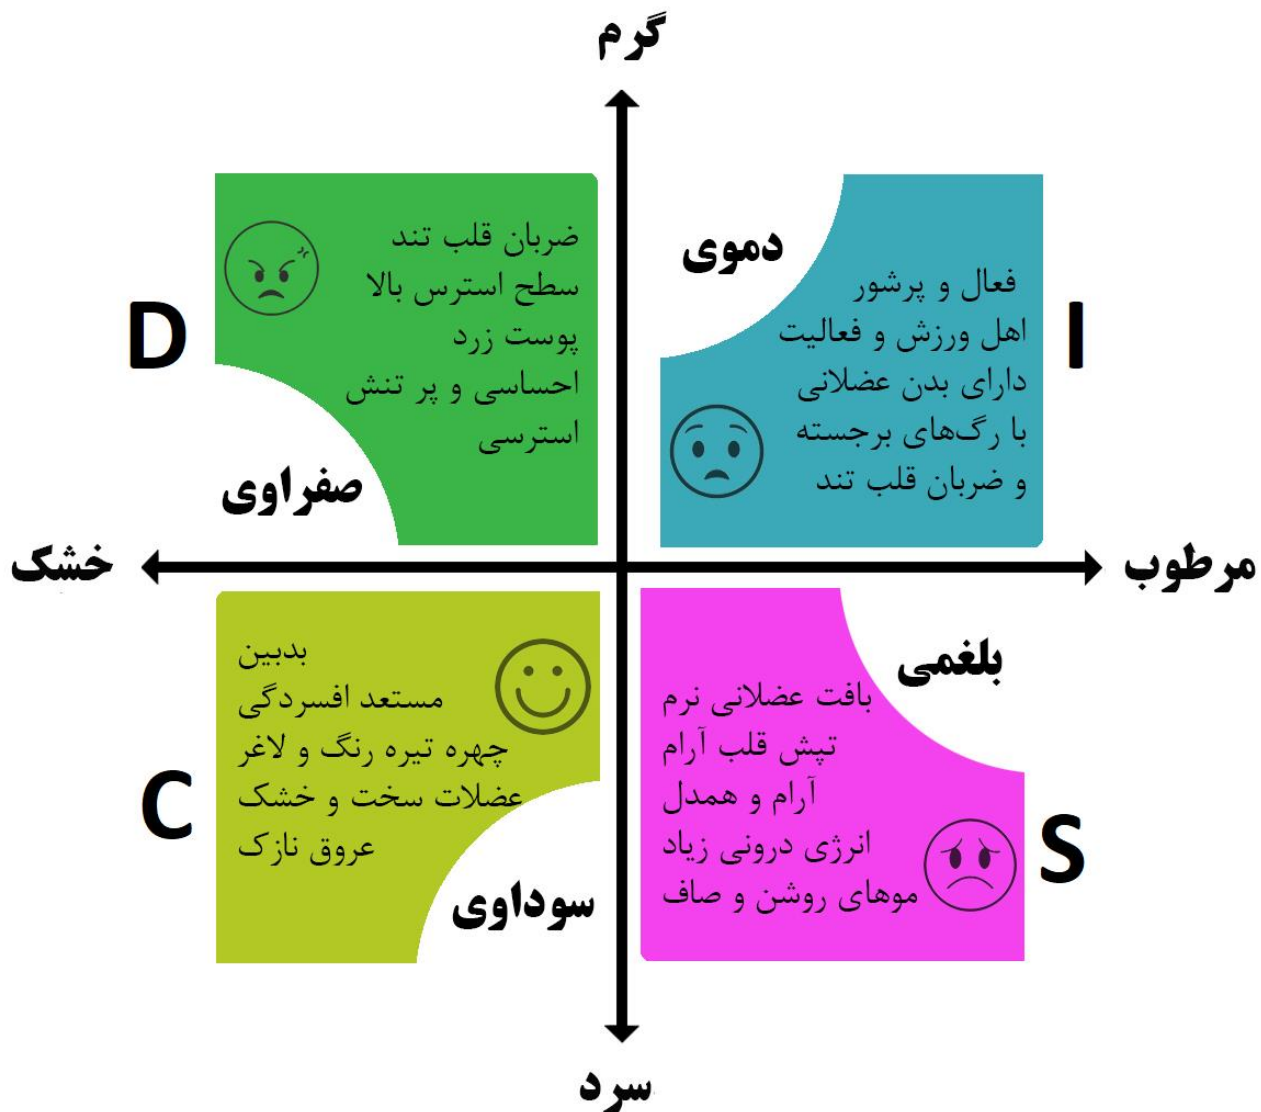 گرم
دموی
فعال و پرشور
اهل ورزش و فعالیت
دارای بدن عضلانی
با رگ‌های برجسته
و ضربان قلب تند
I
ضربان قلب تند
سطح استرس بالا
پوست زرد
احساسی و پر تنش
استرسی
صفراوی
D
مرطوب
خشک
بلغمی
بافت عضلانی نرم
تپش قلب آرام
آرام و همدل
انرژی درونی زیاد
موهای روشن و صاف
S
بدبین
مستعد افسردگی
چهره تیره رنگ و لاغر
عضلات سخت و خشک
عروق نازک
سوداوی
C
سرد